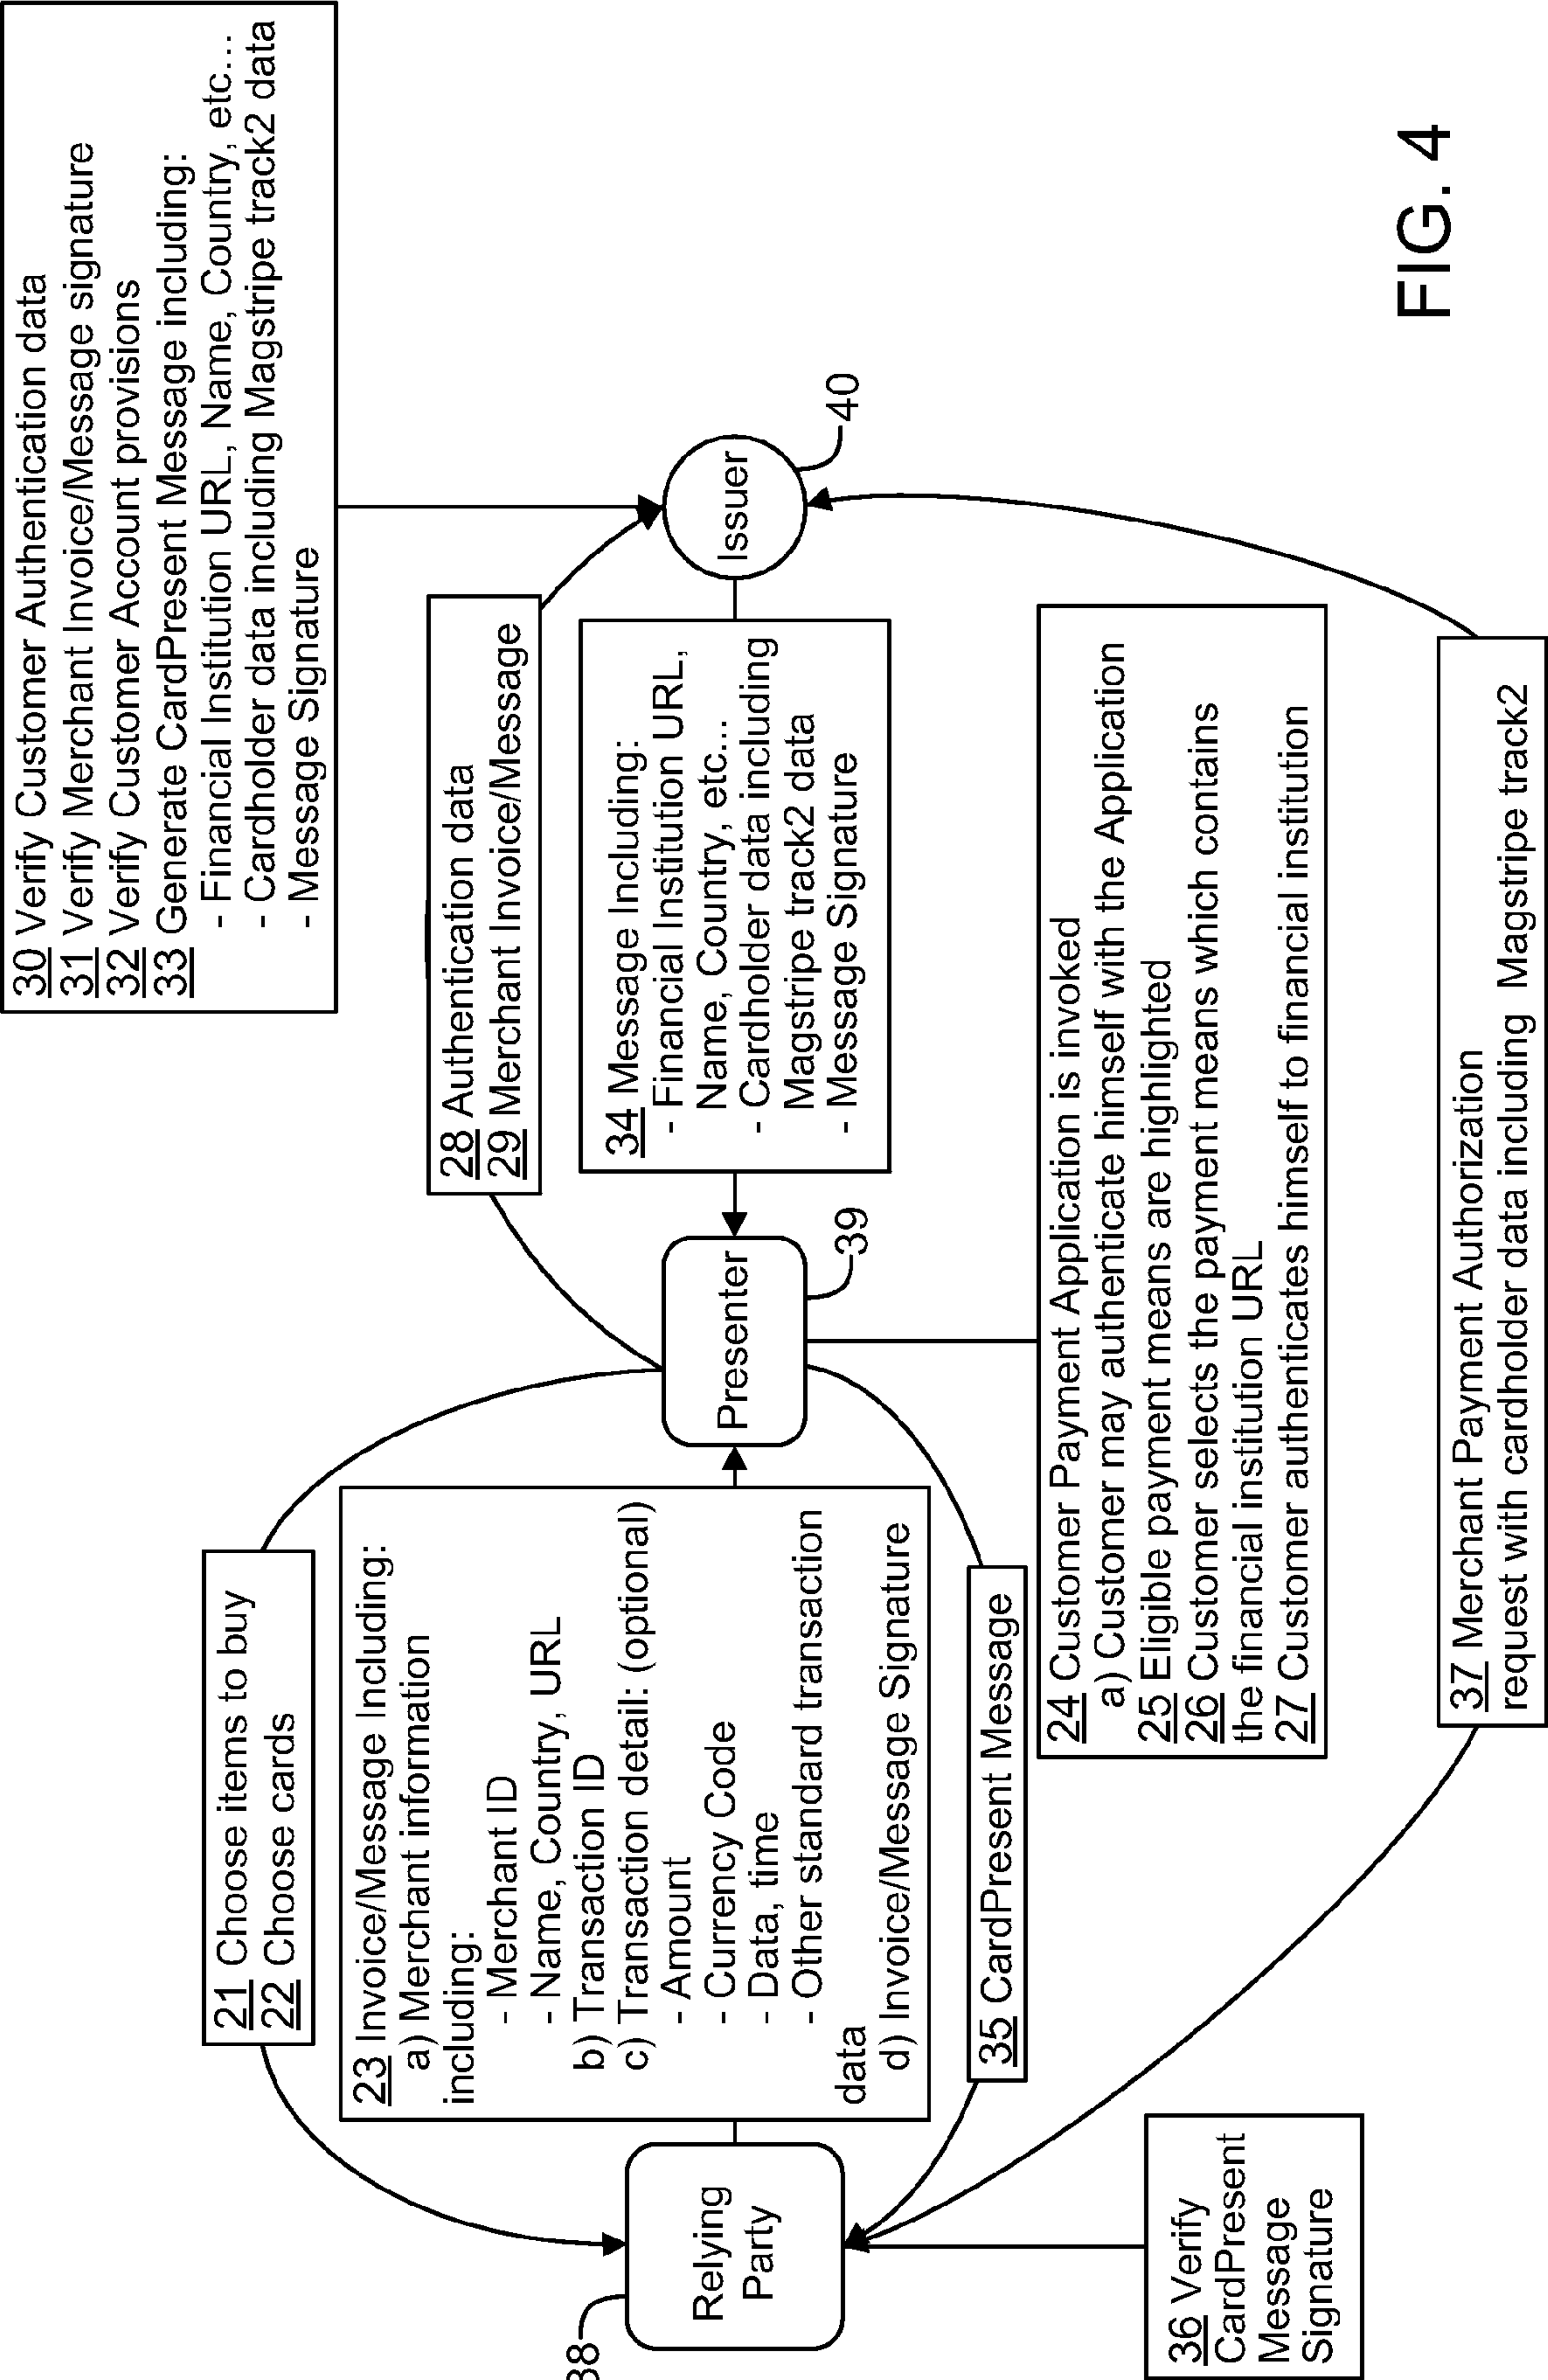 30 Verify Customer Authentication data
31 Verify Merchant Invoice/Message signature
32 Verify Customer Account provisions
33 Generate CardPresent Message including:
- Financial Institution URL, Name, Country, etc...
- Cardholder data including Magstripe track2 data
- Message Signature
21 Choose items to buy
22 Choose cards
28 Authentication data
29 Merchant Invoice/Message
38
Relying
Party
23 Invoice/Message Including:
a) Merchant information
including:
- Merchant ID
- Name, Country, URL
b) Transaction ID
c) Transaction detail: (optional)
- Amount
- Currency Code
- Data, time
- Other standard transaction
data
d) Invoice/Message Signature
Presenter
39
34 Message Including:
- Financial Institution URL,
Name, Country, etc...
- Cardholder data including
Magstripe track2 data
- Message Signature
Issuer
40
35 CardPresent Message
24 Customer Payment Application is invoked
a) Customer may authenticate himself with the Application
25 Eligible payment means are highlighted
26 Customer selects the payment means which contains
the financial institution URL
27 Customer authenticates himself to financial institution
36 Verify
CardPresent
Message
Signature
37 Merchant Payment Authorization
request with cardholder data including Magstripe track2
FIG. 4